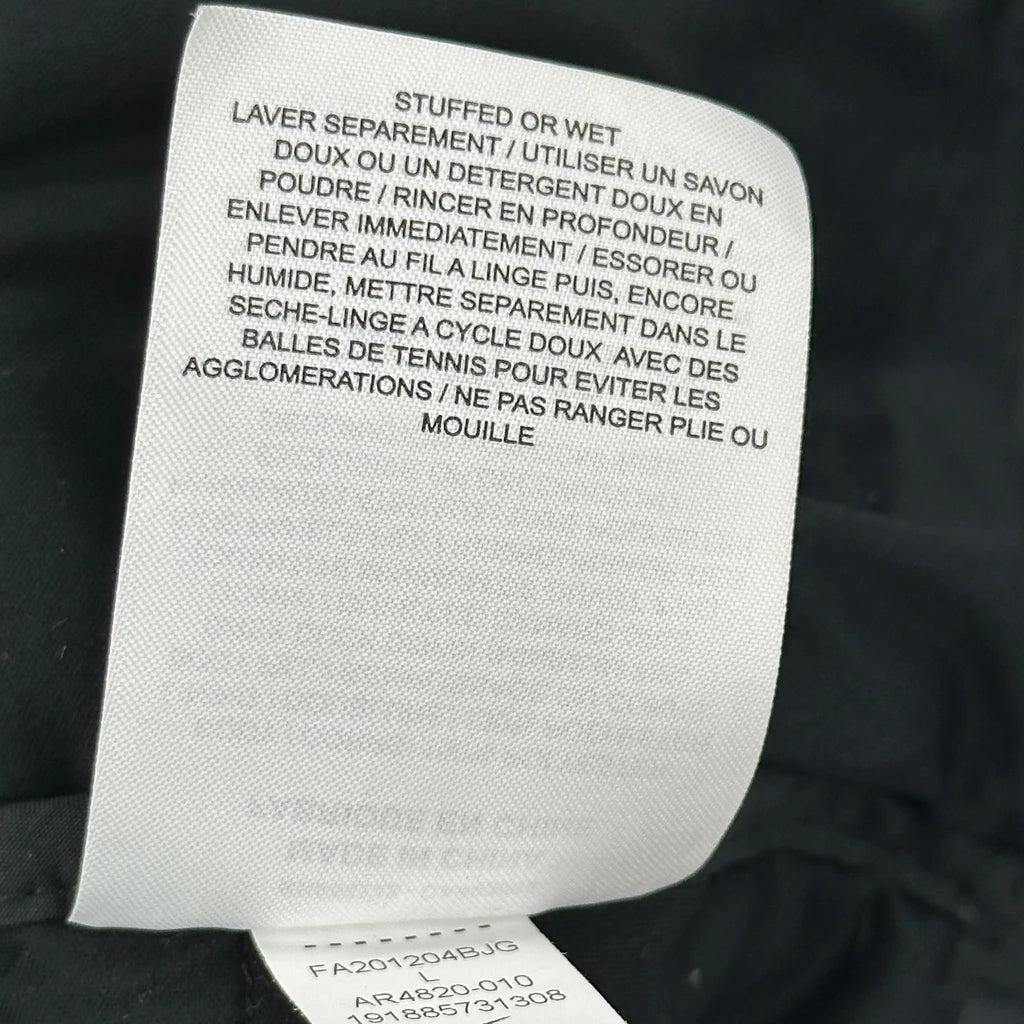 STUFFED OR WET
LAVER SEPAREMENT / UTILISER UN SAVON
DOUX OU UN DETERGENT DOUX EN
POUDRE / RINCER EN PROFONDEUR /
ENLEVER IMMEDIATEMENT / ESSORER OU
PENDRE AU FIL A LINGE PUIS, ENCORE
HUMIDE, METTRE SEPAREMENT DANS LE
SECHE-LINGE A CYCLE DOUX AVEC DES
BALLES DE TENNIS POUR EVITER LES
AGGLOMERATIONS / NE PAS RANGER PLIE OU
MOUILLE
FA201204BJG
L
AR4820-010
191885731308